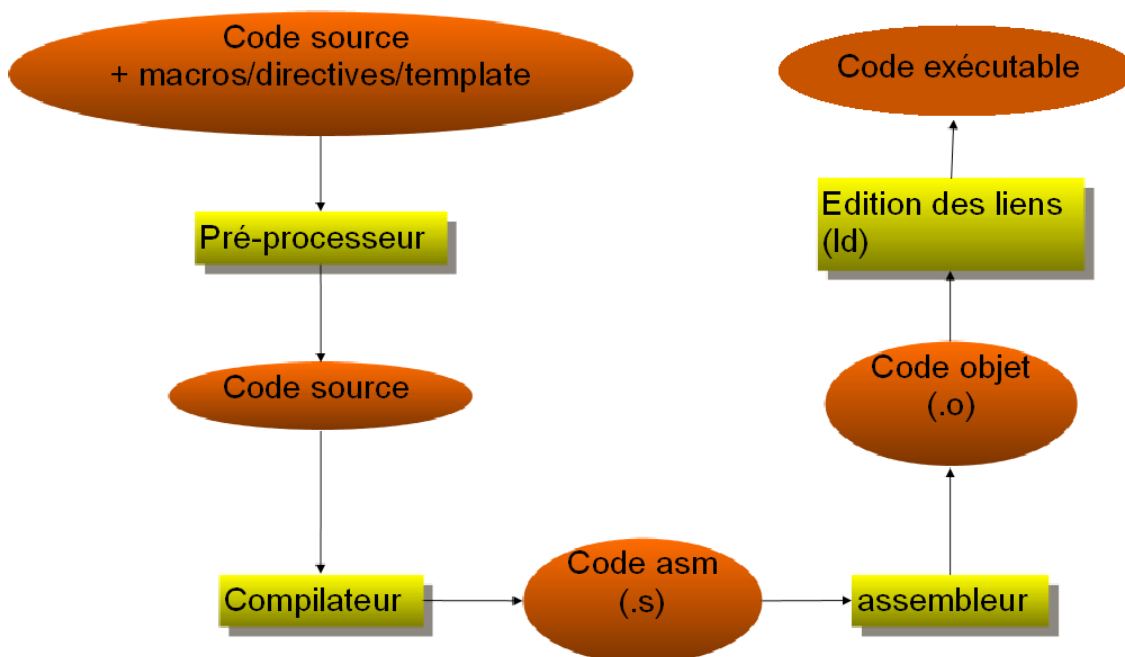 Code source
+ macros/directives/template
Pré-processeur
Code source
Compilateur
Code asm
(.s)
assembleur
Code objet
(.o)
Edition des liens
(ld)
Code exécutable